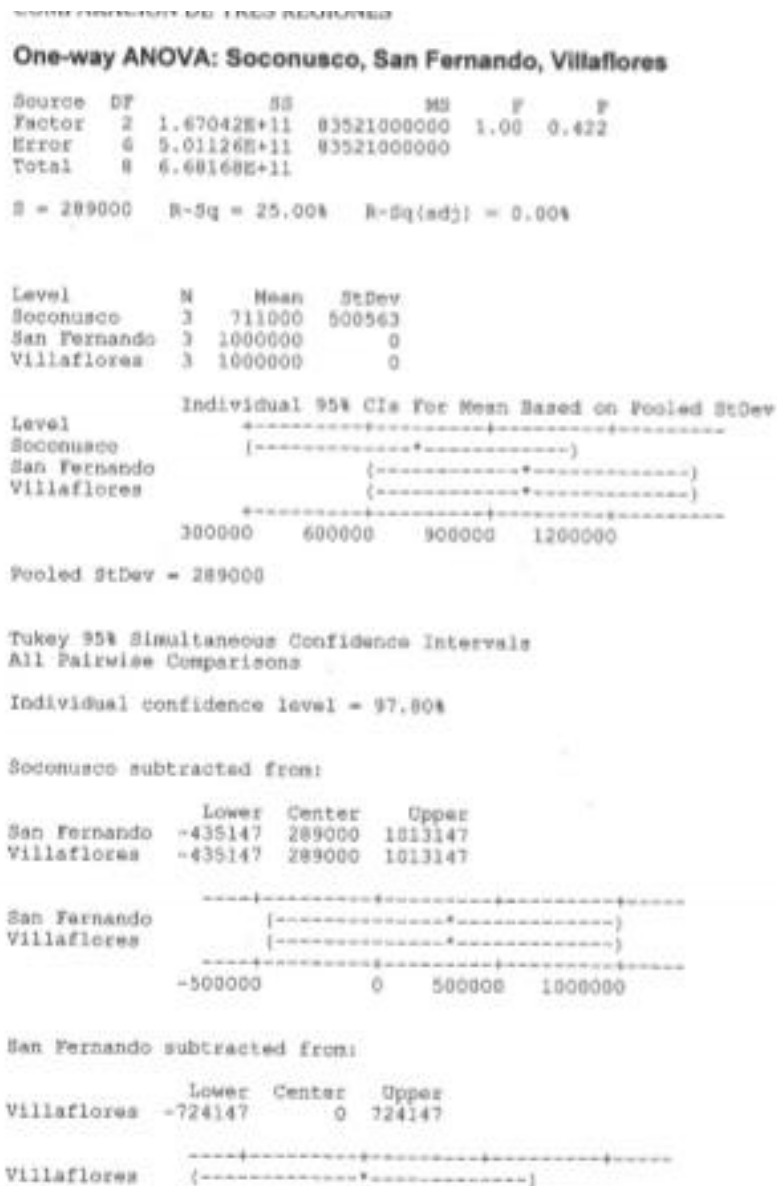 COMPARACION DE TRES REGIONES
One-way ANOVA: Soconusco, San Fernando, Villaflores
Source DF SS MS F P
Factor 2 1.67042E+11 83521000000 1.00 0.422
Error 6 5.01126E+11 83521000000
Total 8 6.68168E+11
S = 289000 R-Sq = 25.00% R-Sq(adj) = 0.00%
Level N Mean StDev
Soconusco 3 711000 500563
San Fernando 3 1000000 0
Villaflores 3 1000000 0
Individual 95% CIs For Mean Based on Pooled StDev
Level +---------+---------+---------+---------
Soconusco (-------------*------------)
San Fernando (------------*-------------)
Villaflores (------------*-------------)
+---------+---------+---------+---------
300000 600000 900000 1200000
Pooled StDev = 289000
Tukey 95% Simultaneous Confidence Intervals
All Pairwise Comparisons
Individual confidence level = 97.80%
Soconusco subtracted from:
Lower Center Upper
San Fernando -435147 289000 1013147
Villaflores -435147 289000 1013147
----+---------+---------+---------+-----
San Fernando (--------------*-------------)
Villaflores (--------------*-------------)
----+---------+---------+---------+-----
-500000 0 500000 1000000
San Fernando subtracted from:
Lower Center Upper
Villaflores -724147 0 724147
----+---------+---------+---------+-----
Villaflores (-------------*-------------)